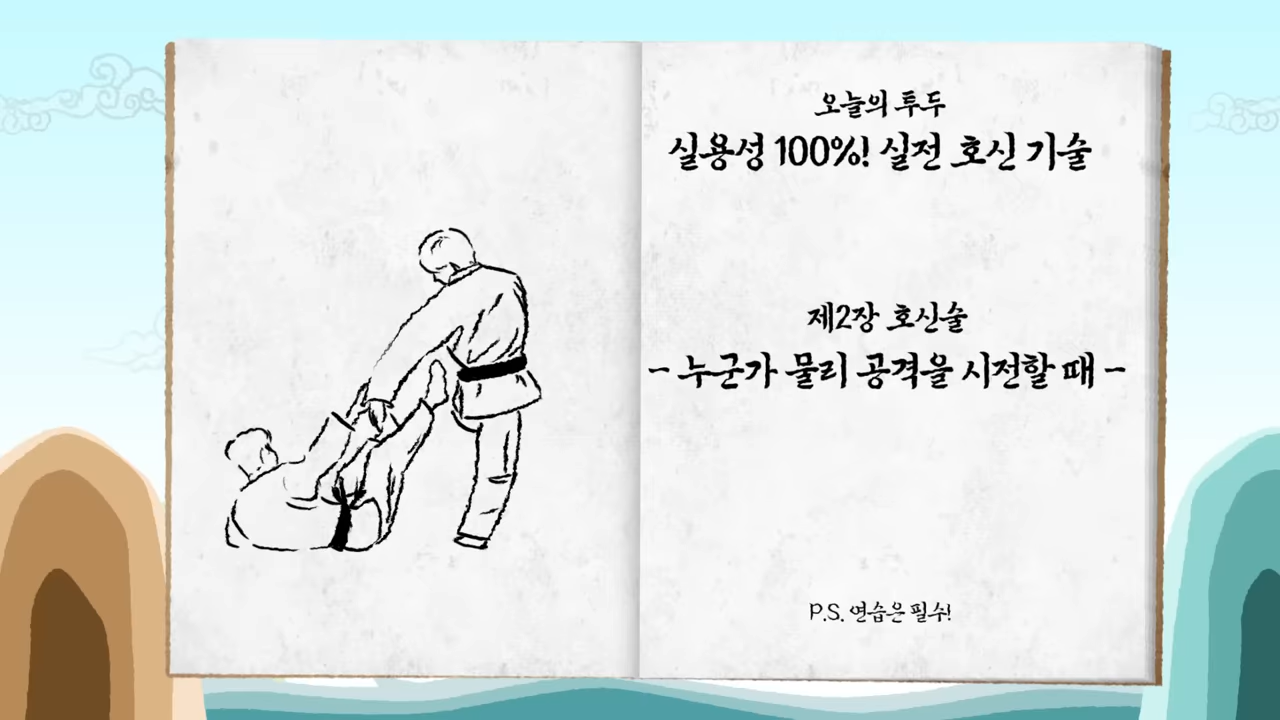 오늘의 투두
실용성 100%! 실전 호신 기술
제2장 호신술
- 누군가 물리 공격을 시전할 때 -
P.S. 연습은 필수!